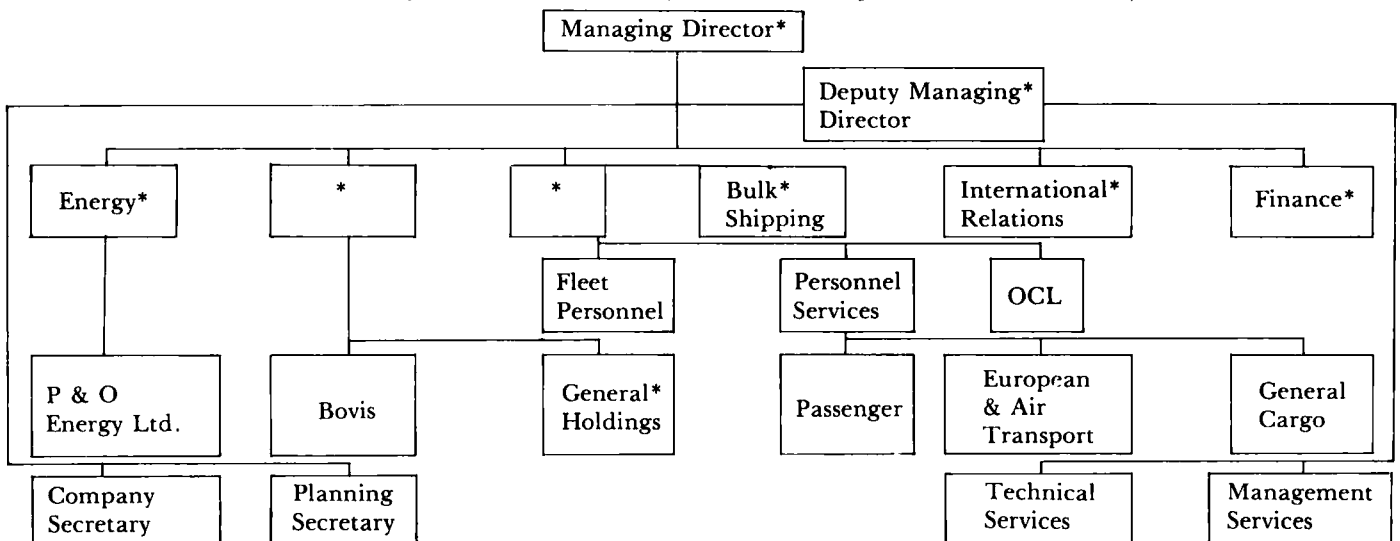 Managing Director*
Deputy Managing*
Director
Energy*
*
*
Bulk*
Shipping
International*
Relations
Finance*
Fleet
Personnel
Personnel
Services
OCL
P & O
Energy Ltd.
Bovis
General*
Holdings
Passenger
European
& Air
Transport
General
Cargo
Company
Secretary
Planning
Secretary
Technical
Services
Management
Services